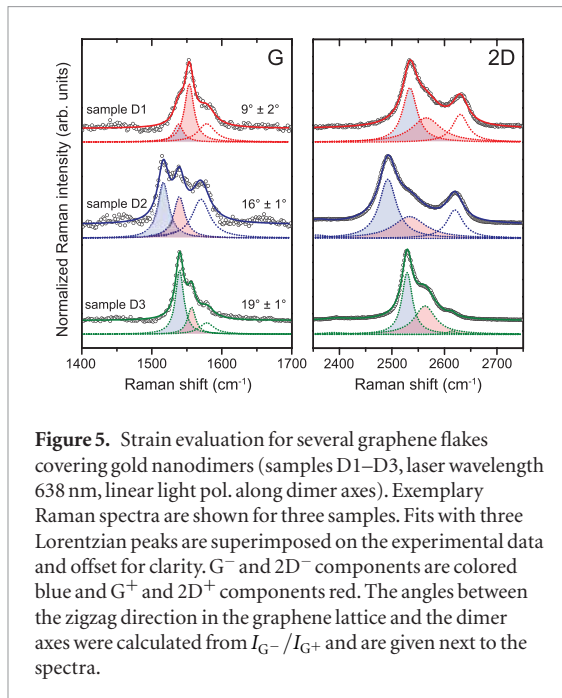 G
2D
sample D1
9° ± 2°
sample D2
16° ± 1°
sample D3
19° ± 1°
Normalized Raman intensity (arb. units)
1400 1500 1600 1700
2400 2500 2600 2700
Raman shift (cm⁻¹)
Raman shift (cm⁻¹)
Figure 5. Strain evaluation for several graphene flakes
covering gold nanodimers (samples D1–D3, laser wavelength
638 nm, linear light pol. along dimer axes). Exemplary
Raman spectra are shown for three samples. Fits with three
Lorentzian peaks are superimposed on the experimental data
and offset for clarity. G⁻ and 2D⁻ components are colored
blue and G⁺ and 2D⁺ components red. The angles between
the zigzag direction in the graphene lattice and the dimer
axes were calculated from I_G−/I_G+ and are given next to the
spectra.